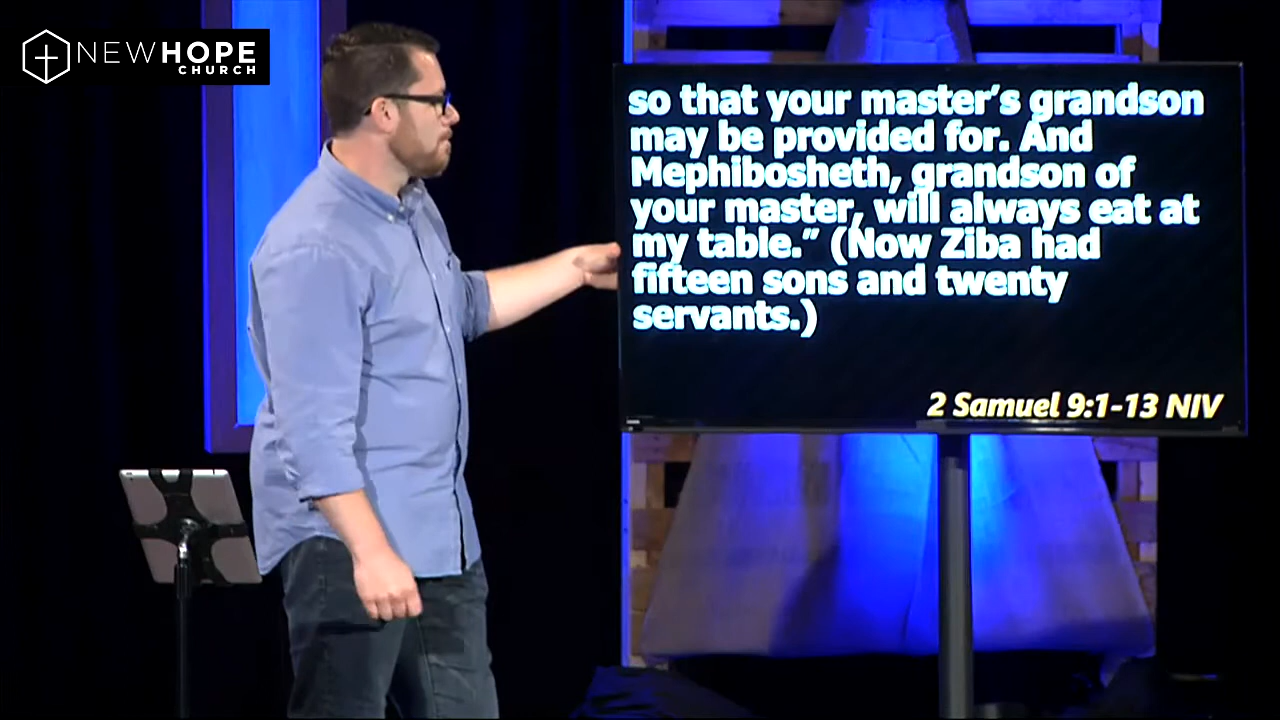 NEWHOPE
CHURCH
so that your master's grandson
may be provided for. And
Mephibosheth, grandson of
your master, will always eat at
my table.” (Now Ziba had
fifteen sons and twenty
servants.)
2 Samuel 9:1-13 NIV